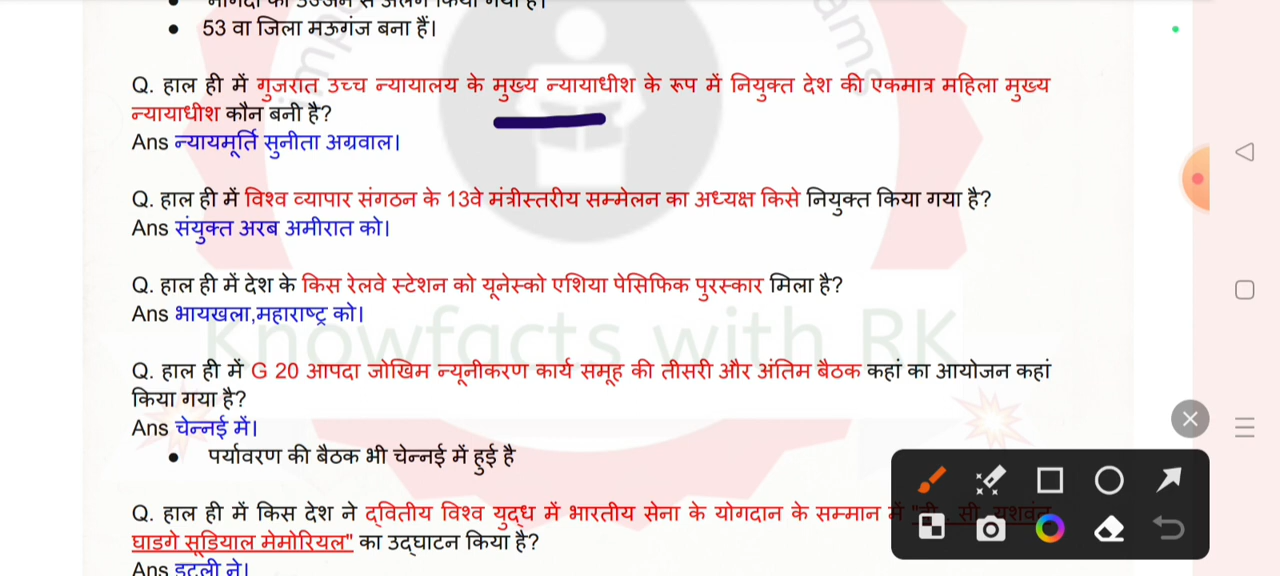 53 वा जिला मऊगंज बना हैं।
Q. हाल ही में गुजरात उच्च न्यायालय के मुख्य न्यायाधीश के रूप में नियुक्त देश की एकमात्र महिला मुख्य
न्यायाधीश कौन बनी है?
Ans न्यायमूर्ति सुनीता अग्रवाल।
Q. हाल ही में विश्व व्यापार संगठन के 13वे मंत्रीस्तरीय सम्मेलन का अध्यक्ष किसे नियुक्त किया गया है?
Ans संयुक्त अरब अमीरात को।
Q. हाल ही में देश के किस रेलवे स्टेशन को यूनेस्को एशिया पेसिफिक पुरस्कार मिला है?
Ans भायखला,महाराष्ट्र को।
Knowfacts with RK
Q. हाल ही में G 20 आपदा जोखिम न्यूनीकरण कार्य समूह की तीसरी और अंतिम बैठक कहां का आयोजन कहां
किया गया है?
Ans चेन्नई में।
पर्यावरण की बैठक भी चेन्नई में हुई है
Q. हाल ही में किस देश ने द्वितीय विश्व युद्ध में भारतीय सेना के योगदान के सम्मान में "वी सी यशवंत
घाडगे सूडियाल मेमोरियल" का उद्घाटन किया है?
Ans इटली ने।